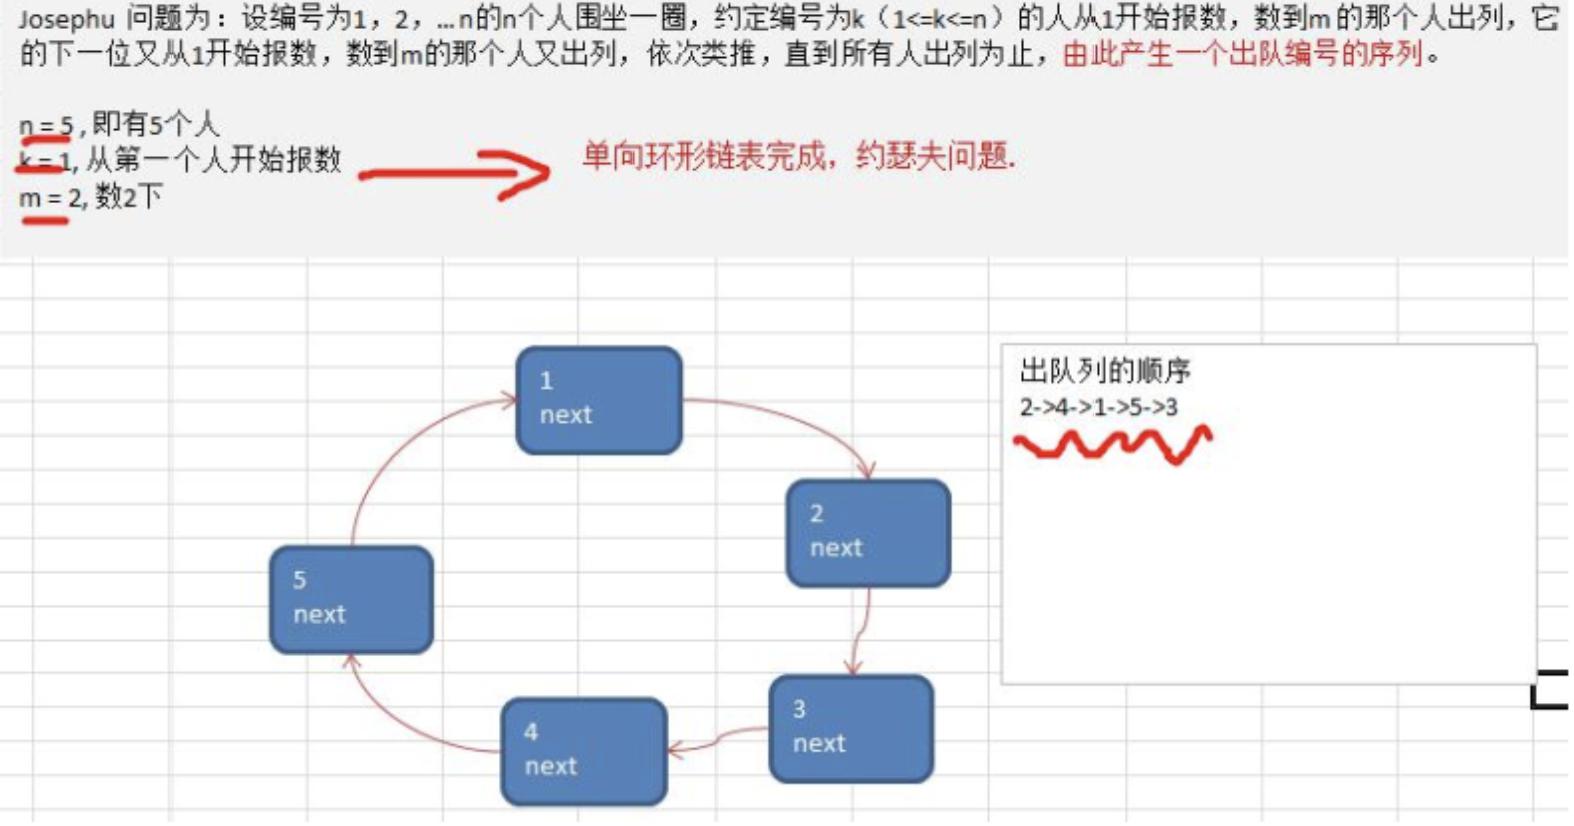 Josephu 问题为：设编号为1，2，… n的n个人围坐一圈，约定编号为k（1<=k<=n）的人从1开始报数，数到m 的那个人出列，它
的下一位又从1开始报数，数到m的那个人又出列，依次类推，直到所有人出列为止，由此产生一个出队编号的序列。
n = 5 , 即有5个人
k = 1, 从第一个人开始报数
单向环形链表完成，约瑟夫问题.
m = 2, 数2下
1
next
出队列的顺序
2->4->1->5->3
2
next
5
next
3
next
4
next